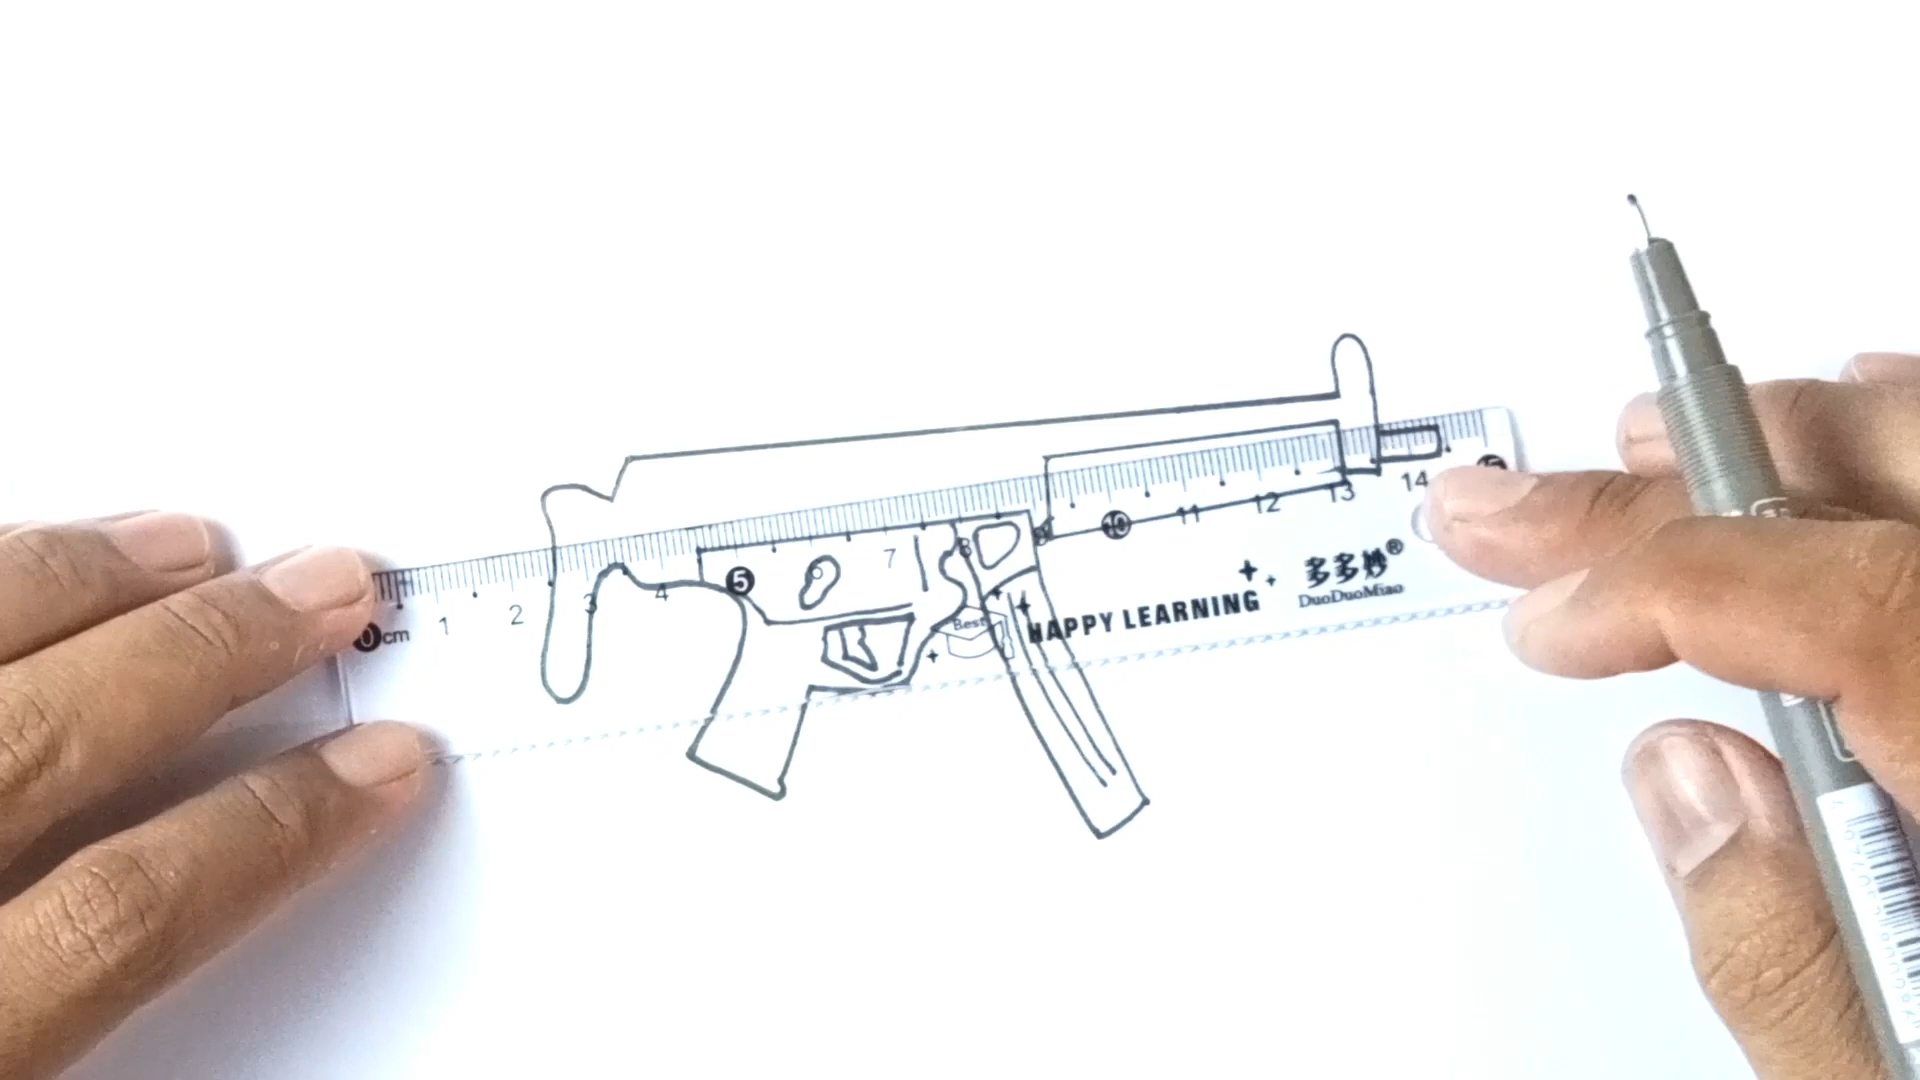 0cm 1 2 3 4 5 6 7 8 9 10 11 12 13 14 15
Best
HAPPY LEARNING
多多妙®
DuoDuoMiao